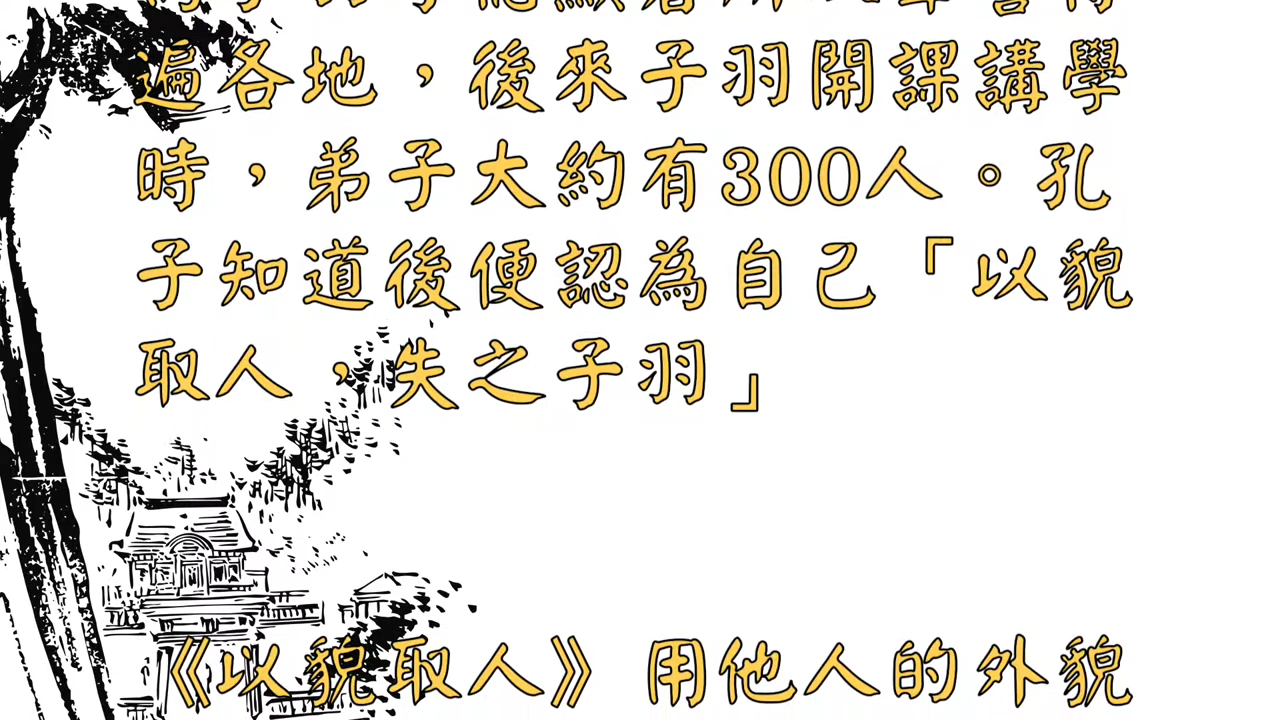 遍各地，後來子羽開課講學
時，弟子大約有300人。孔
子知道後便認為自己「以貌
取人，失之子羽」
《以貌取人》 用他人的外貌